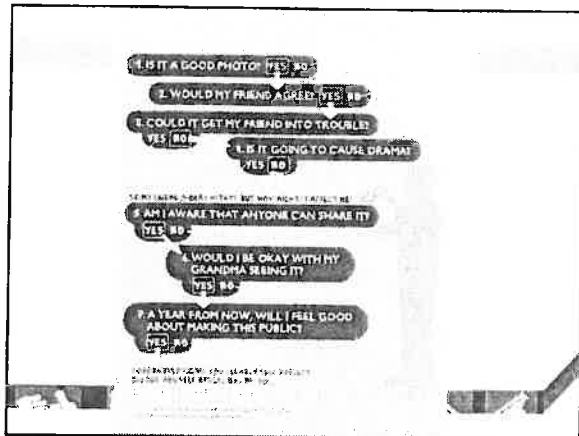 1. IS IT A GOOD PHOTO? YES NO
2. WOULD MY FRIEND AGREE? YES NO
3. COULD IT GET MY FRIEND INTO TROUBLE?
YES NO
4. IS IT GOING TO CAUSE DRAMA?
YES NO
5. AM I AWARE THAT ANYONE CAN SHARE IT?
YES NO
6. WOULD I BE OKAY WITH MY
GRANDMA SEEING IT?
YES NO
7. A YEAR FROM NOW, WILL I FEEL GOOD
ABOUT MAKING THIS PUBLIC?
YES NO